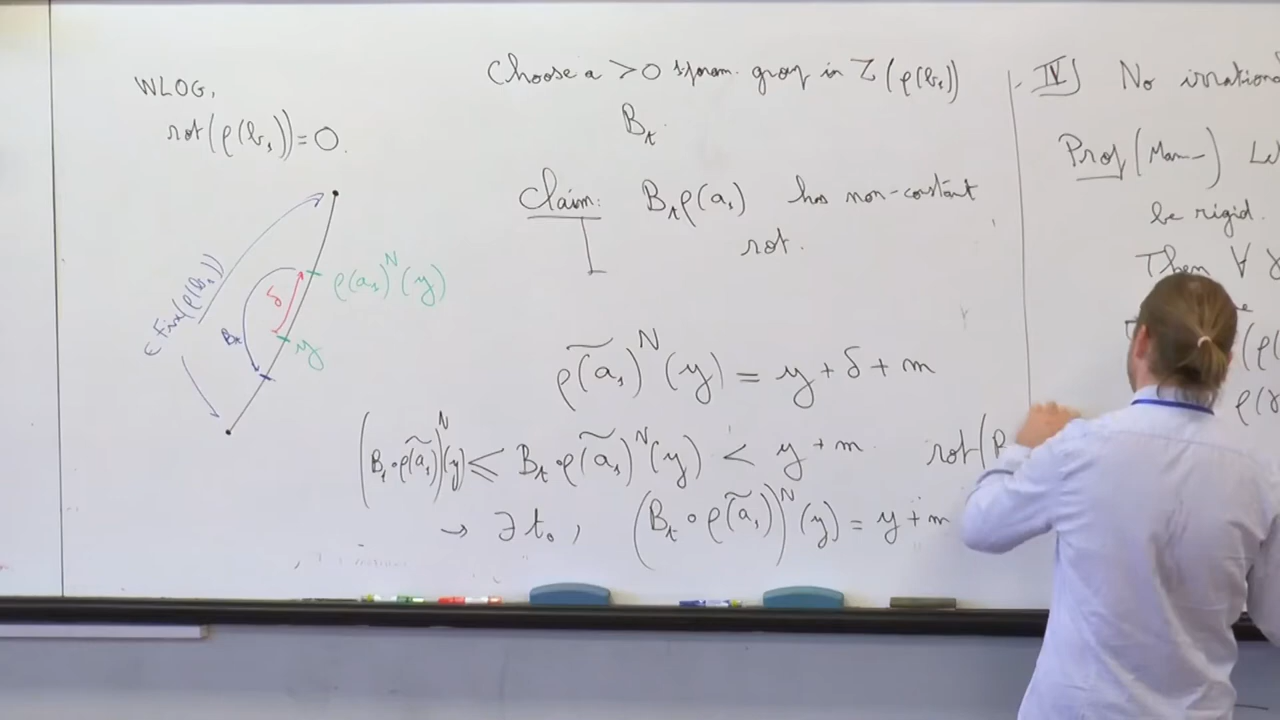 WLOG,
rot(ρ(b₁)) = 0.
∈ Fix(ρ(b₁))
δ
B_t
ρ(a₁)^N (y)
y
Choose a > 0 1-param. group in Z(ρ(b₁))
B_t.
Claim: B_t ρ(a₁) has non-constant
rot.
ρ(ã₁)^N (y) = y + δ + m
(B_t ∘ ρ(ã₁))^N (y) ≤ B_t ∘ ρ(ã₁)^N (y) < y + m. rot(
→ ∃ t₀, (B_t ∘ ρ(ã₁))^N (y) = y + m
IV) No irrationa
Prop (Man–) Le
be rigid.
Then ∀ γ
(ρ(
ρ(γ